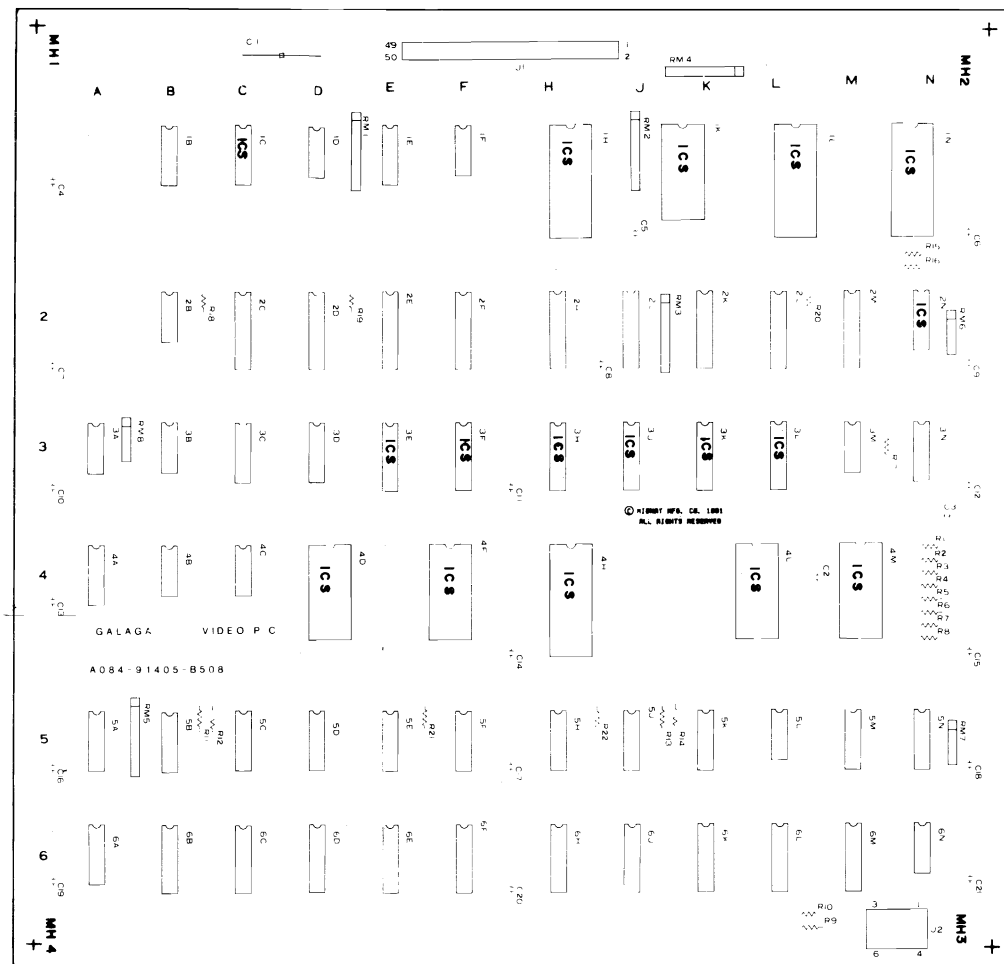 MH1
C1
49
50
1
2
J1
RM4
MH2
A B C D E F H J K L M N
1B
ICS
1C
1D
RM1
1E
1F
ICS
1H
RM2
ICS
1K
ICS
1L
ICS
1N
C4
C5
C6
R15
R16
2
2B
R18
2C
2D
R19
2E
2F
2H
RM3
2K
R20
2M
ICS
2N
RM6
C7
C8
C9
3
3A
RM8
3B
3C
3D
ICS
3E
ICS
3F
ICS
3H
ICS
3J
ICS
3K
ICS
3L
3M
3N
C10
C11
C12
© MIDWAY MFG. CO. 1981
ALL RIGHTS RESERVED
C3
4
4A
4B
4C
ICS
4D
ICS
4F
ICS
4H
ICS
4L
C2
ICS
4M
R1
R2
R3
R4
R5
R6
R7
R8
C13
GALAGA VIDEO P C
C14
C15
A084-91405-B508
5
5A
RM5
5B
R11
R12
5C
5D
5E
R21
5F
5H
R22
5J
R13
R14
5K
5L
5M
5N
RM7
C16
C17
C18
6
6A
6B
6C
6D
6E
6F
6H
6J
6K
6L
6M
6N
C19
C20
C21
MH4
R10
R9
3
1
J2
6
4
MH3